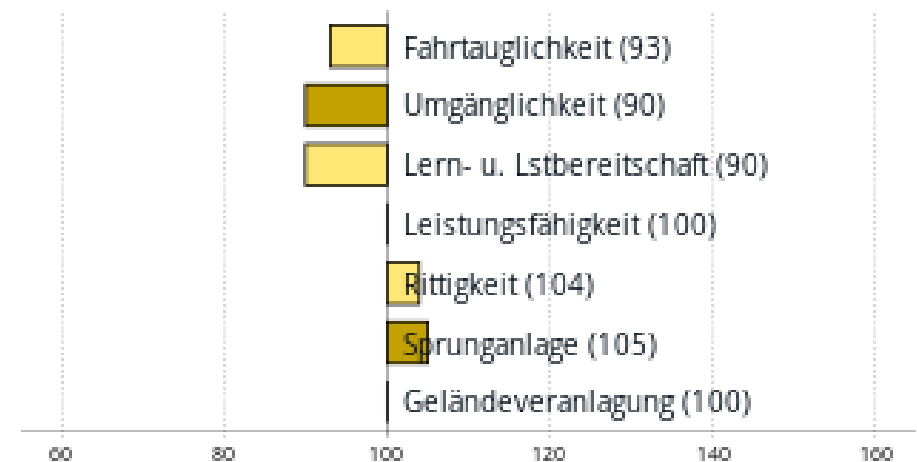 Fahrtauglichkeit (93)
Umgänglichkeit (90)
Lern- u. Lstbereitschaft (90)
Leistungsfähigkeit (100)
Rittigkeit (104)
Sprunganlage (105)
Geländeveranlagung (100)
60 80 100 120 140 160